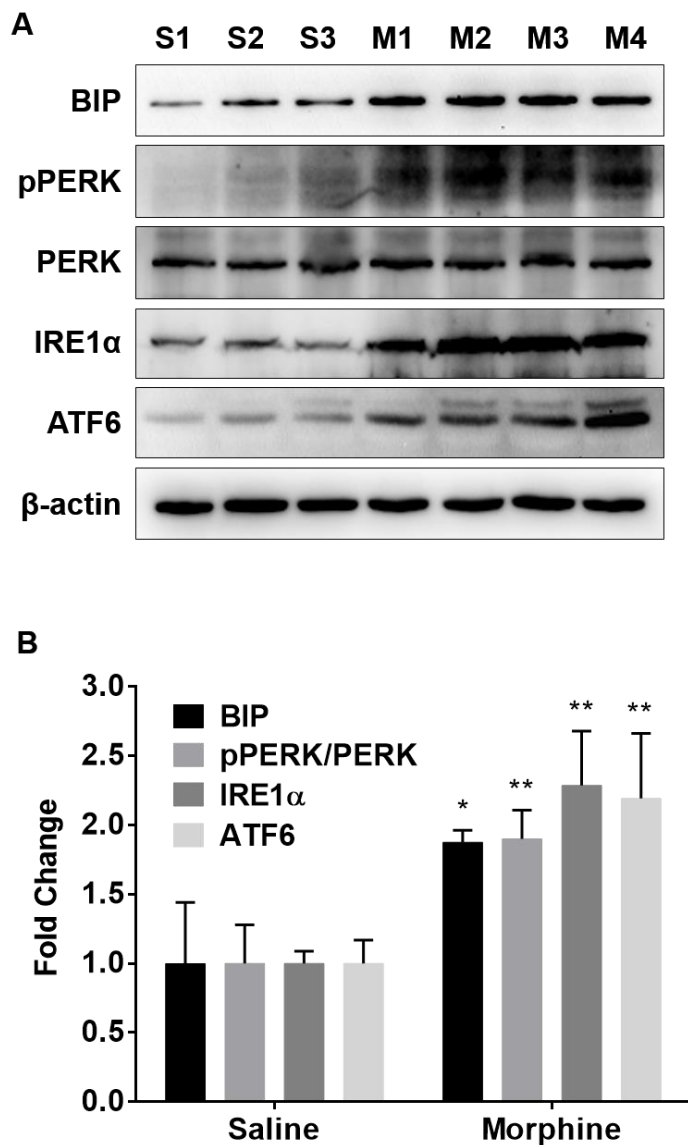 A
S1 S2 S3 M1 M2 M3 M4
BIP
pPERK
PERK
IRE1α
ATF6
β-actin
B
3.0
2.5
2.0
1.5
1.0
0.5
0.0
Fold Change
BIP
pPERK/PERK
IRE1α
ATF6
* ** ** **
Saline Morphine